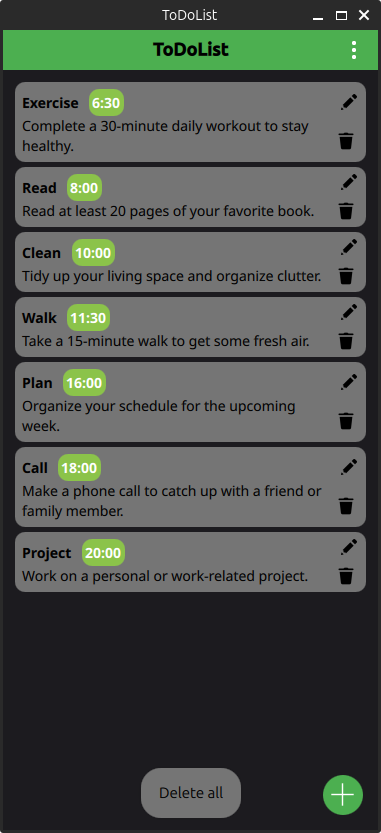 ToDoList
ToDoList
Exercise 6:30
Complete a 30-minute daily workout to stay
healthy.
Read 8:00
Read at least 20 pages of your favorite book.
Clean 10:00
Tidy up your living space and organize clutter.
Walk 11:30
Take a 15-minute walk to get some fresh air.
Plan 16:00
Organize your schedule for the upcoming
week.
Call 18:00
Make a phone call to catch up with a friend or
family member.
Project 20:00
Work on a personal or work-related project.
Delete all